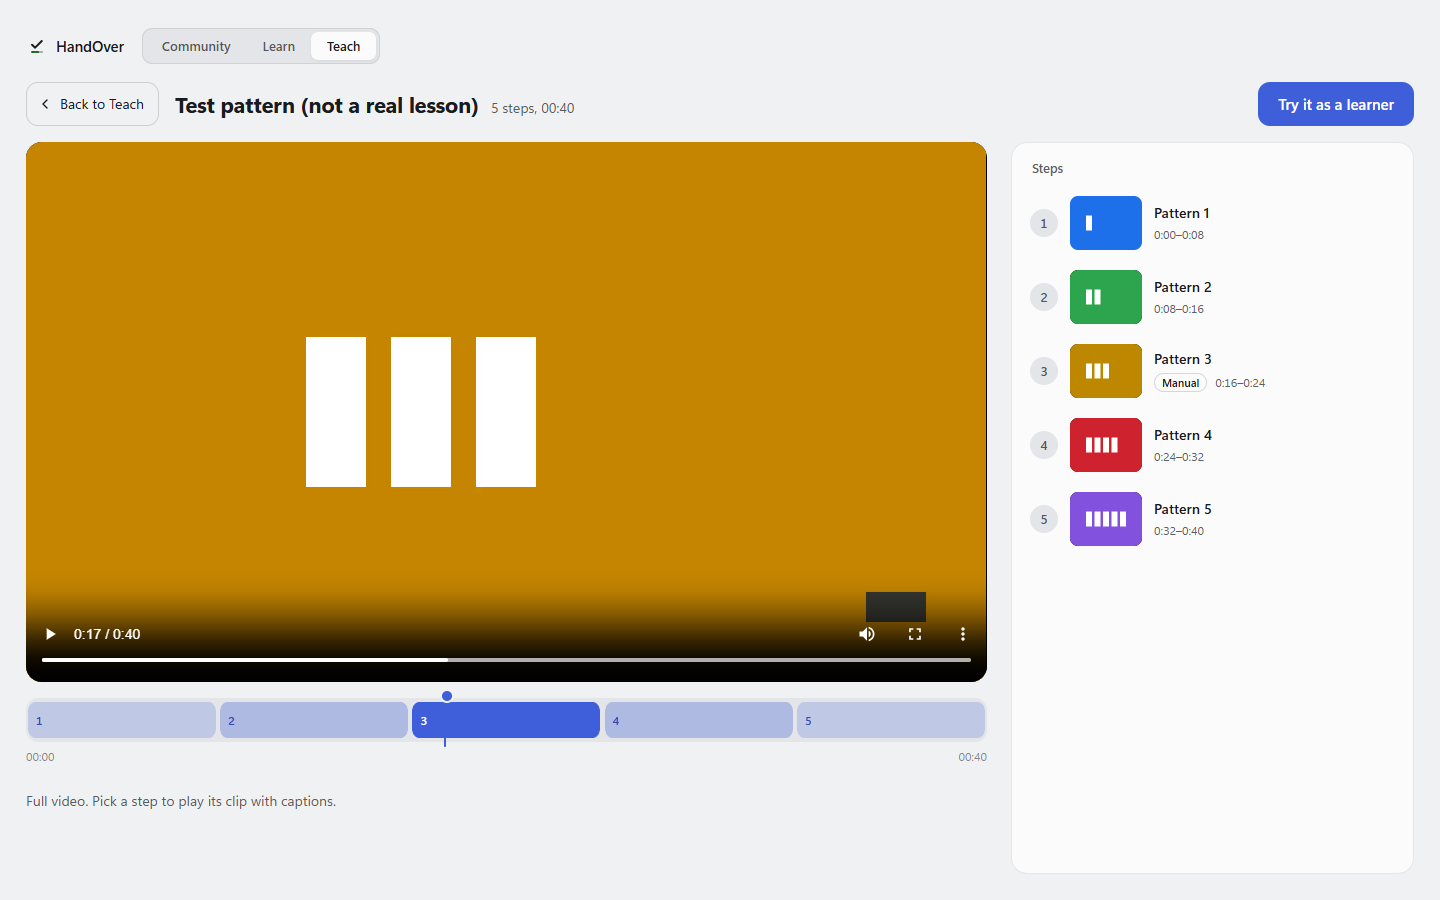 HandOver
Community
Learn
Teach
Back to Teach
Test pattern (not a real lesson)
5 steps, 00:40
Try it as a learner
0:17 / 0:40
1
2
3
4
5
00:00
00:40
Full video. Pick a step to play its clip with captions.
Steps
1
Pattern 1
0:00–0:08
2
Pattern 2
0:08–0:16
3
Pattern 3
Manual 0:16–0:24
4
Pattern 4
0:24–0:32
5
Pattern 5
0:32–0:40